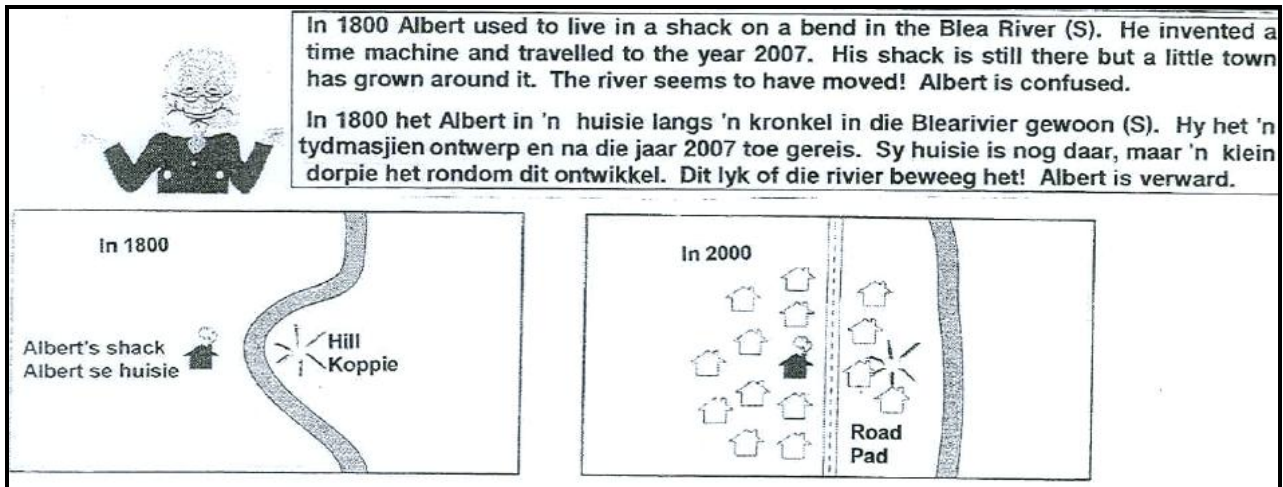 In 1800 Albert used to live in a shack on a bend in the Blea River (S). He invented a
time machine and travelled to the year 2007. His shack is still there but a little town
has grown around it. The river seems to have moved! Albert is confused.
In 1800 het Albert in 'n huisie langs 'n kronkel in die Blearivier gewoon (S). Hy het 'n
tydmasjien ontwerp en na die jaar 2007 toe gereis. Sy huisie is nog daar, maar 'n klein
dorpie het rondom dit ontwikkel. Dit lyk of die rivier beweeg het! Albert is verward.
In 1800
Albert's shack
Albert se huisie
Hill
Koppie
In 2000
Road
Pad